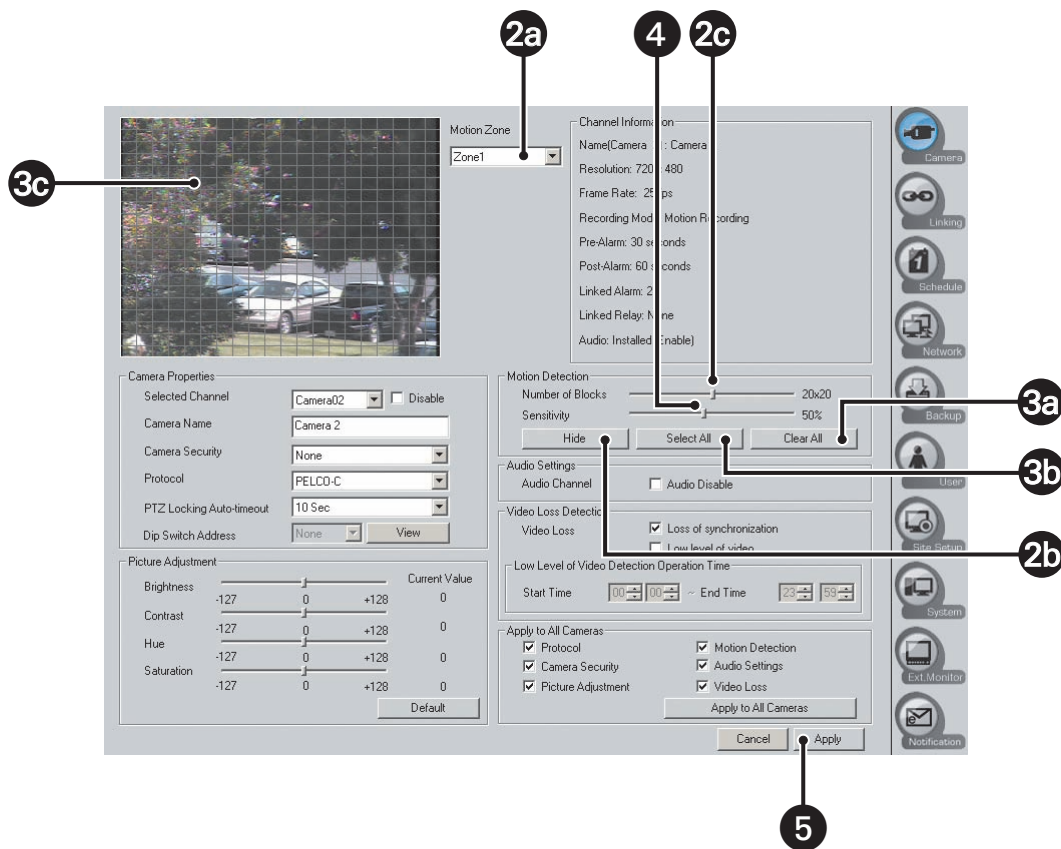 2a
4
2c
3c
Motion Zone
Zone1
Channel Information
Name(Camera : Camera
Resolution: 720 480
Frame Rate: 25 ps
Recording Mod Motion Recording
Pre-Alarm: 30 se onds
Post-Alarm: 60 s conds
Linked Alarm: 2
Linked Relay: N ne
Audio: Installed Enable)
Camera Properties
Selected Channel
Camera02
Disable
Camera Name
Camera 2
Camera Security
None
Protocol
PELCO-C
PTZ Locking Auto-timeout
10 Sec
Dip Switch Address
None
View
Motion Detection
Number of Blocks
20x20
Sensitivity
50%
Hide
Select All
Clear All
3a
3b
2b
Audio Settings
Audio Channel
Audio Disable
Video Loss Detection
Video Loss
Loss of synchronization
Low level of video
Low Level of Video Detection Operation Time
Start Time
00
00
~ End Time
23
59
Picture Adjustment
Current Value
Brightness
-127 0 +128 0
Contrast
-127 0 +128 0
Hue
-127 0 +128 0
Saturation
-127 0 +128 0
Default
Apply to All Cameras
Protocol
Motion Detection
Camera Security
Audio Settings
Picture Adjustment
Video Loss
Apply to All Cameras
Cancel
Apply
5
Camera
Linking
1
Schedule
Network
Backup
User
Site Setup
System
Ext.Monitor
e
Notification